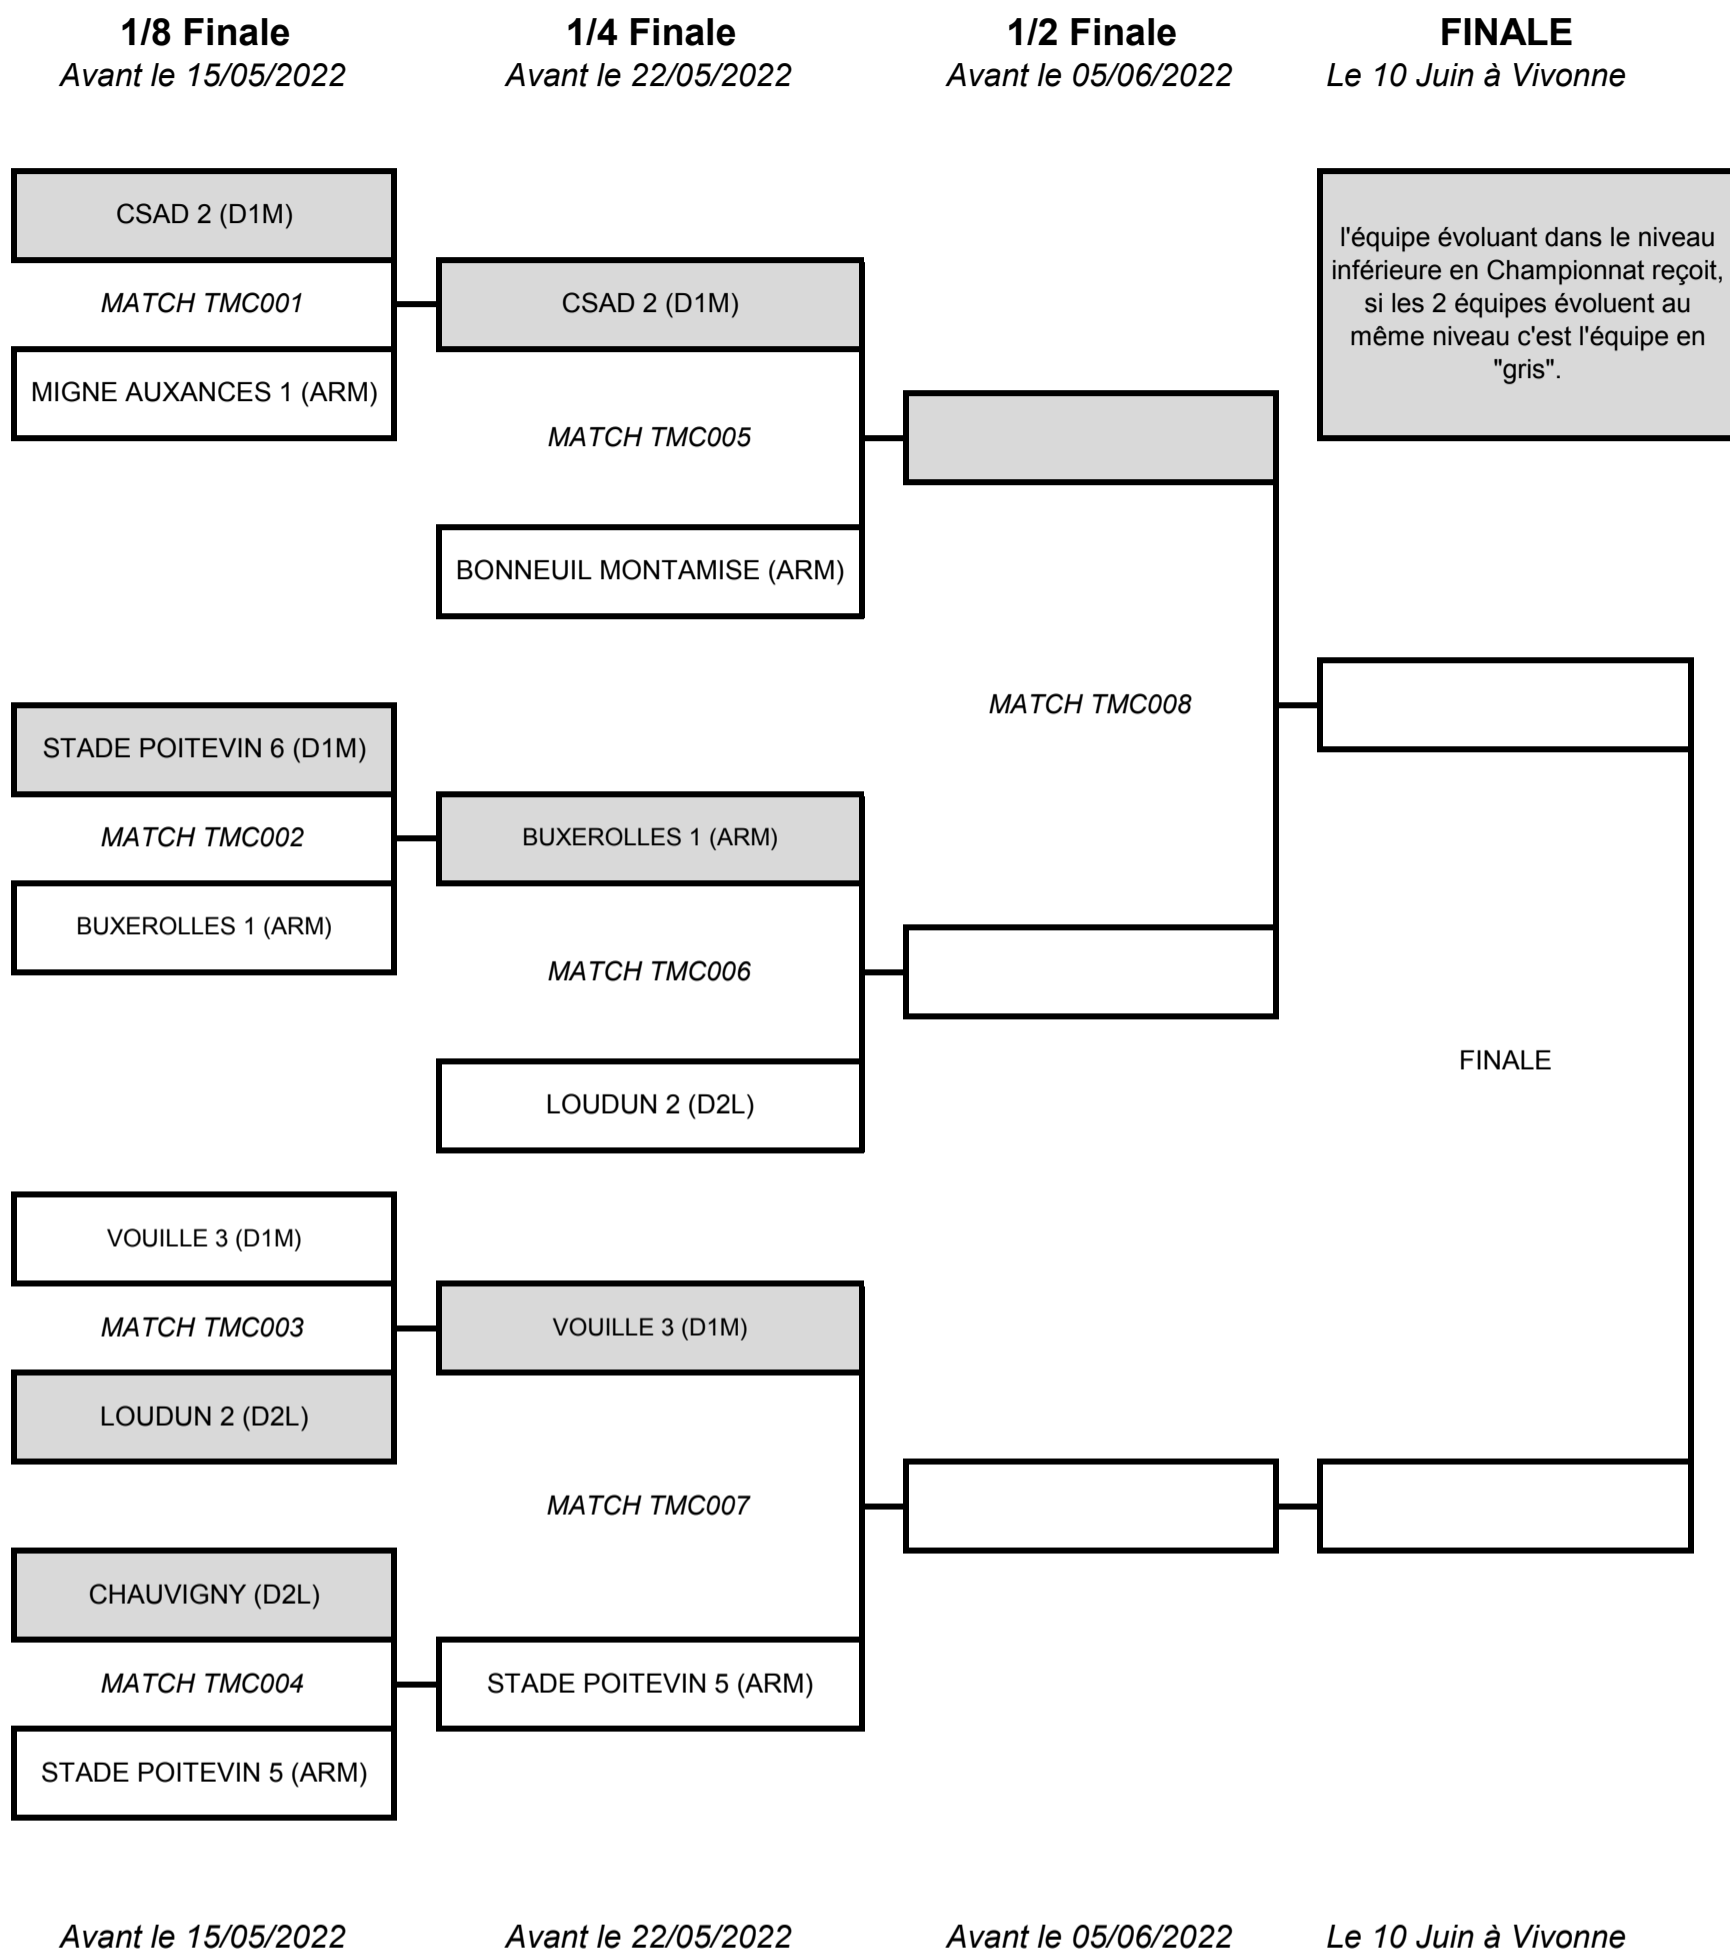 1/8 Finale
Avant le 15/05/2022
1/4 Finale
Avant le 22/05/2022
1/2 Finale
Avant le 05/06/2022
FINALE
Le 10 Juin à Vivonne
CSAD 2 (D1M)
MATCH TMC001
MIGNE AUXANCES 1 (ARM)
STADE POITEVIN 6 (D1M)
MATCH TMC002
BUXEROLLES 1 (ARM)
VOUILLE 3 (D1M)
MATCH TMC003
LOUDUN 2 (D2L)
CHAUVIGNY (D2L)
MATCH TMC004
STADE POITEVIN 5 (ARM)
CSAD 2 (D1M)
MATCH TMC005
BONNEUIL MONTAMISE (ARM)
BUXEROLLES 1 (ARM)
MATCH TMC006
LOUDUN 2 (D2L)
VOUILLE 3 (D1M)
MATCH TMC007
STADE POITEVIN 5 (ARM)
MATCH TMC008
l'équipe évoluant dans le niveau
inférieure en Championnat reçoit,
si les 2 équipes évoluent au
même niveau c'est l'équipe en
"gris".
FINALE
Avant le 15/05/2022
Avant le 22/05/2022
Avant le 05/06/2022
Le 10 Juin à Vivonne